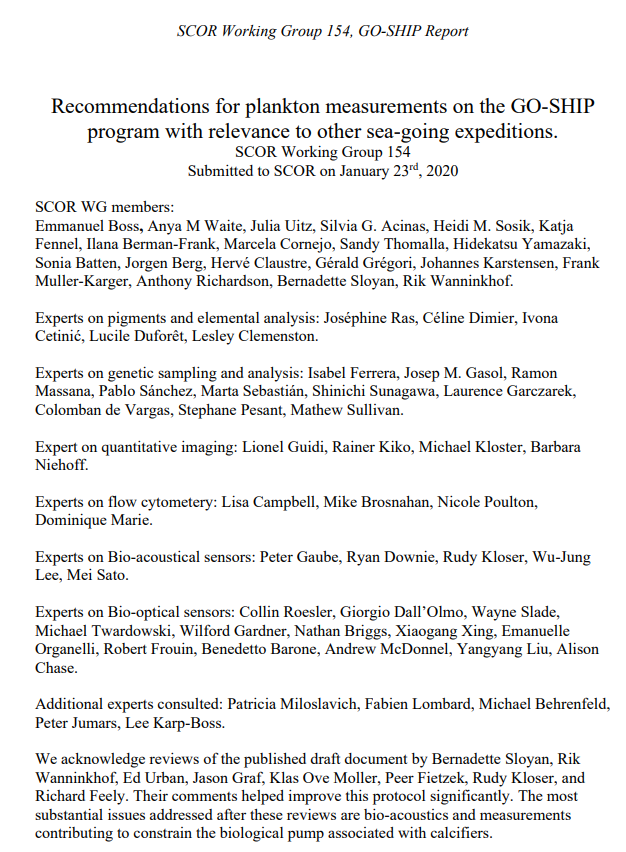 SCOR Working Group 154, GO-SHIP Report
Recommendations for plankton measurements on the GO-SHIP
program with relevance to other sea-going expeditions.
SCOR Working Group 154
Submitted to SCOR on January 23rd, 2020
SCOR WG members:
Emmanuel Boss, Anya M Waite, Julia Uitz, Silvia G. Acinas, Heidi M. Sosik, Katja
Fennel, Ilana Berman-Frank, Marcela Cornejo, Sandy Thomalla, Hidekatsu Yamazaki,
Sonia Batten, Jorgen Berg, Hervé Claustre, Gérald Grégori, Johannes Karstensen, Frank
Muller-Karger, Anthony Richardson, Bernadette Sloyan, Rik Wanninkhof.
Experts on pigments and elemental analysis: Joséphine Ras, Céline Dimier, Ivona
Cetinić, Lucile Duforêt, Lesley Clemenston.
Experts on genetic sampling and analysis: Isabel Ferrera, Josep M. Gasol, Ramon
Massana, Pablo Sánchez, Marta Sebastián, Shinichi Sunagawa, Laurence Garczarek,
Colomban de Vargas, Stephane Pesant, Mathew Sullivan.
Expert on quantitative imaging: Lionel Guidi, Rainer Kiko, Michael Kloster, Barbara
Niehoff.
Experts on flow cytometery: Lisa Campbell, Mike Brosnahan, Nicole Poulton,
Dominique Marie.
Experts on Bio-acoustical sensors: Peter Gaube, Ryan Downie, Rudy Kloser, Wu-Jung
Lee, Mei Sato.
Experts on Bio-optical sensors: Collin Roesler, Giorgio Dall’Olmo, Wayne Slade,
Michael Twardowski, Wilford Gardner, Nathan Briggs, Xiaogang Xing, Emanuelle
Organelli, Robert Frouin, Benedetto Barone, Andrew McDonnel, Yangyang Liu, Alison
Chase.
Additional experts consulted: Patricia Miloslavich, Fabien Lombard, Michael Behrenfeld,
Peter Jumars, Lee Karp-Boss.
We acknowledge reviews of the published draft document by Bernadette Sloyan, Rik
Wanninkhof, Ed Urban, Jason Graf, Klas Ove Moller, Peer Fietzek, Rudy Kloser, and
Richard Feely. Their comments helped improve this protocol significantly. The most
substantial issues addressed after these reviews are bio-acoustics and measurements
contributing to constrain the biological pump associated with calcifiers.